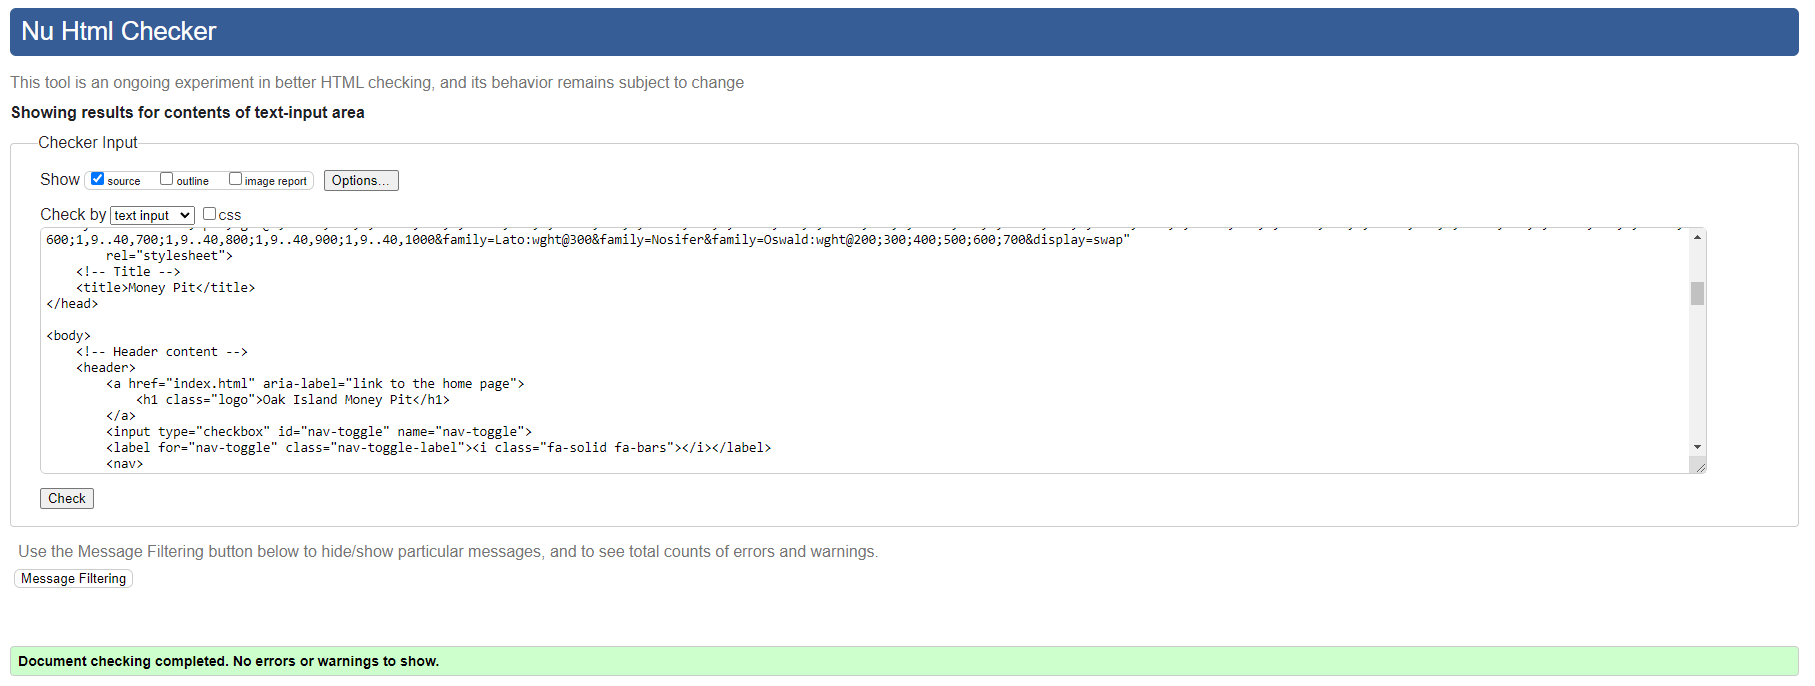 Nu Html Checker
This tool is an ongoing experiment in better HTML checking, and its behavior remains subject to change
Showing results for contents of text-input area
Checker Input
Show source outline image report Options...
Check by text input css
600;1,9..40,700;1,9..40,800;1,9..40,900;1,9..40,1000&family=Lato:wght@300&family=Nosifer&family=Oswald:wght@200;300;400;500;600;700&display=swap"
rel="stylesheet">
<!-- Title -->
<title>Money Pit</title>
</head>
<body>
<!-- Header content -->
<header>
<a href="index.html" aria-label="link to the home page">
<h1 class="logo">Oak Island Money Pit</h1>
</a>
<input type="checkbox" id="nav-toggle" name="nav-toggle">
<label for="nav-toggle" class="nav-toggle-label"><i class="fa-solid fa-bars"></i></label>
<nav>
Check
Use the Message Filtering button below to hide/show particular messages, and to see total counts of errors and warnings.
Message Filtering
Document checking completed. No errors or warnings to show.